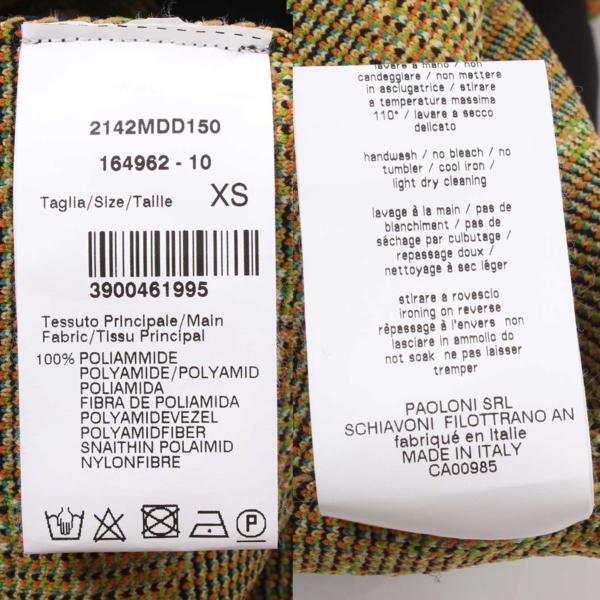 2142MDD150
164962 - 10
Taglia/Size/Taille XS
3900461995
Tessuto Principale/Main
Fabric/Tissu Principal
100% POLIAMMIDE
POLYAMIDE/POLYAMID
POLIAMIDA
FIBRA DE POLIAMIDA
POLYAMIDEVEZEL
POLYAMIDFIBER
SNAITHIN POLAIMID
NYLONFIBRE
P
lavare a mano / non
candeggiare / non mettere
in asciugatrice / stirare
a temperatura massima
110° / lavare a secco
delicato
handwash / no bleach / no
tumbler / cool iron /
light dry cleaning
lavage à la main / pas de
blanchiment / pas de
séchage par culbutage /
repassage doux /
nettoyage à sec léger
stirare a rovescio
ironing on reverse
rèpassage à l'envers non
lasciare in ammollo do
not soak ne pas laisser
tremper
PAOLONI SRL
SCHIAVONI FILOTTRANO AN
fabriqué en Italie
MADE IN ITALY
CA00985